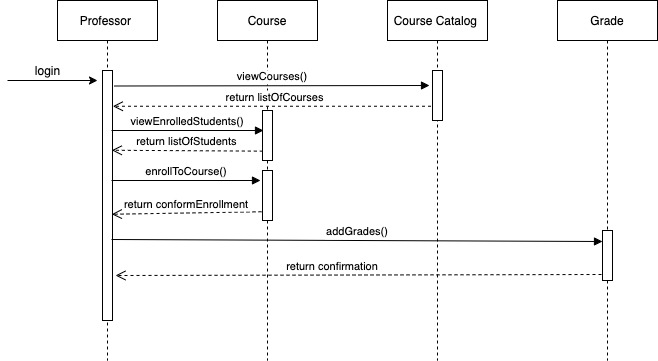 Professor
Course
Course Catalog
Grade
login
viewCourses()
return listOfCourses
viewEnrolledStudents()
return listOfStudents
enrollToCourse()
return conformEnrollment
addGrades()
return confirmation